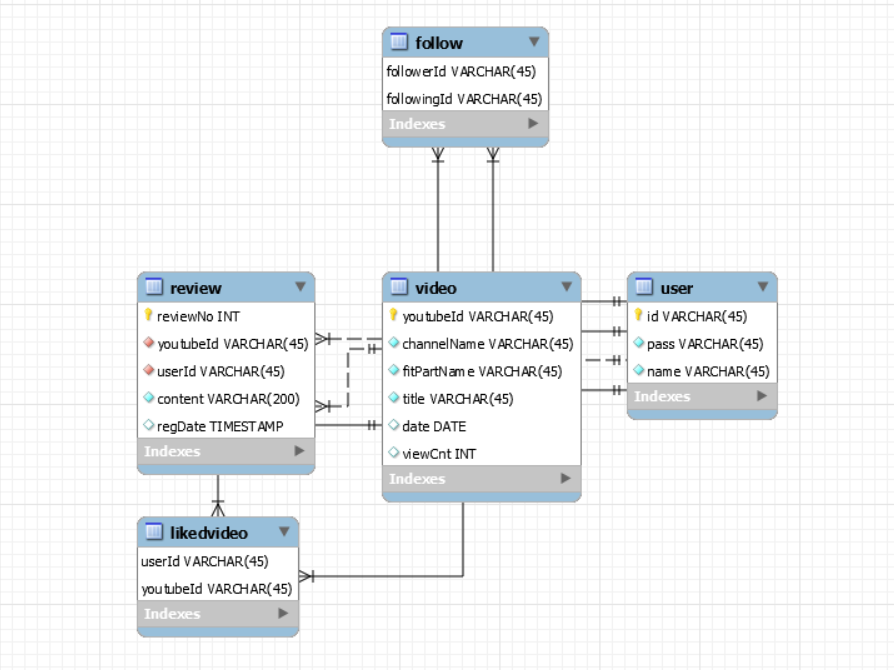 follow
followerId VARCHAR(45)
followingId VARCHAR(45)
Indexes
review
reviewNo INT
youtubeId VARCHAR(45)
userId VARCHAR(45)
content VARCHAR(200)
regDate TIMESTAMP
Indexes
video
youtubeId VARCHAR(45)
channelName VARCHAR(45)
fitPartName VARCHAR(45)
title VARCHAR(45)
date DATE
viewCnt INT
Indexes
user
id VARCHAR(45)
pass VARCHAR(45)
name VARCHAR(45)
Indexes
likedvideo
userId VARCHAR(45)
youtubeId VARCHAR(45)
Indexes